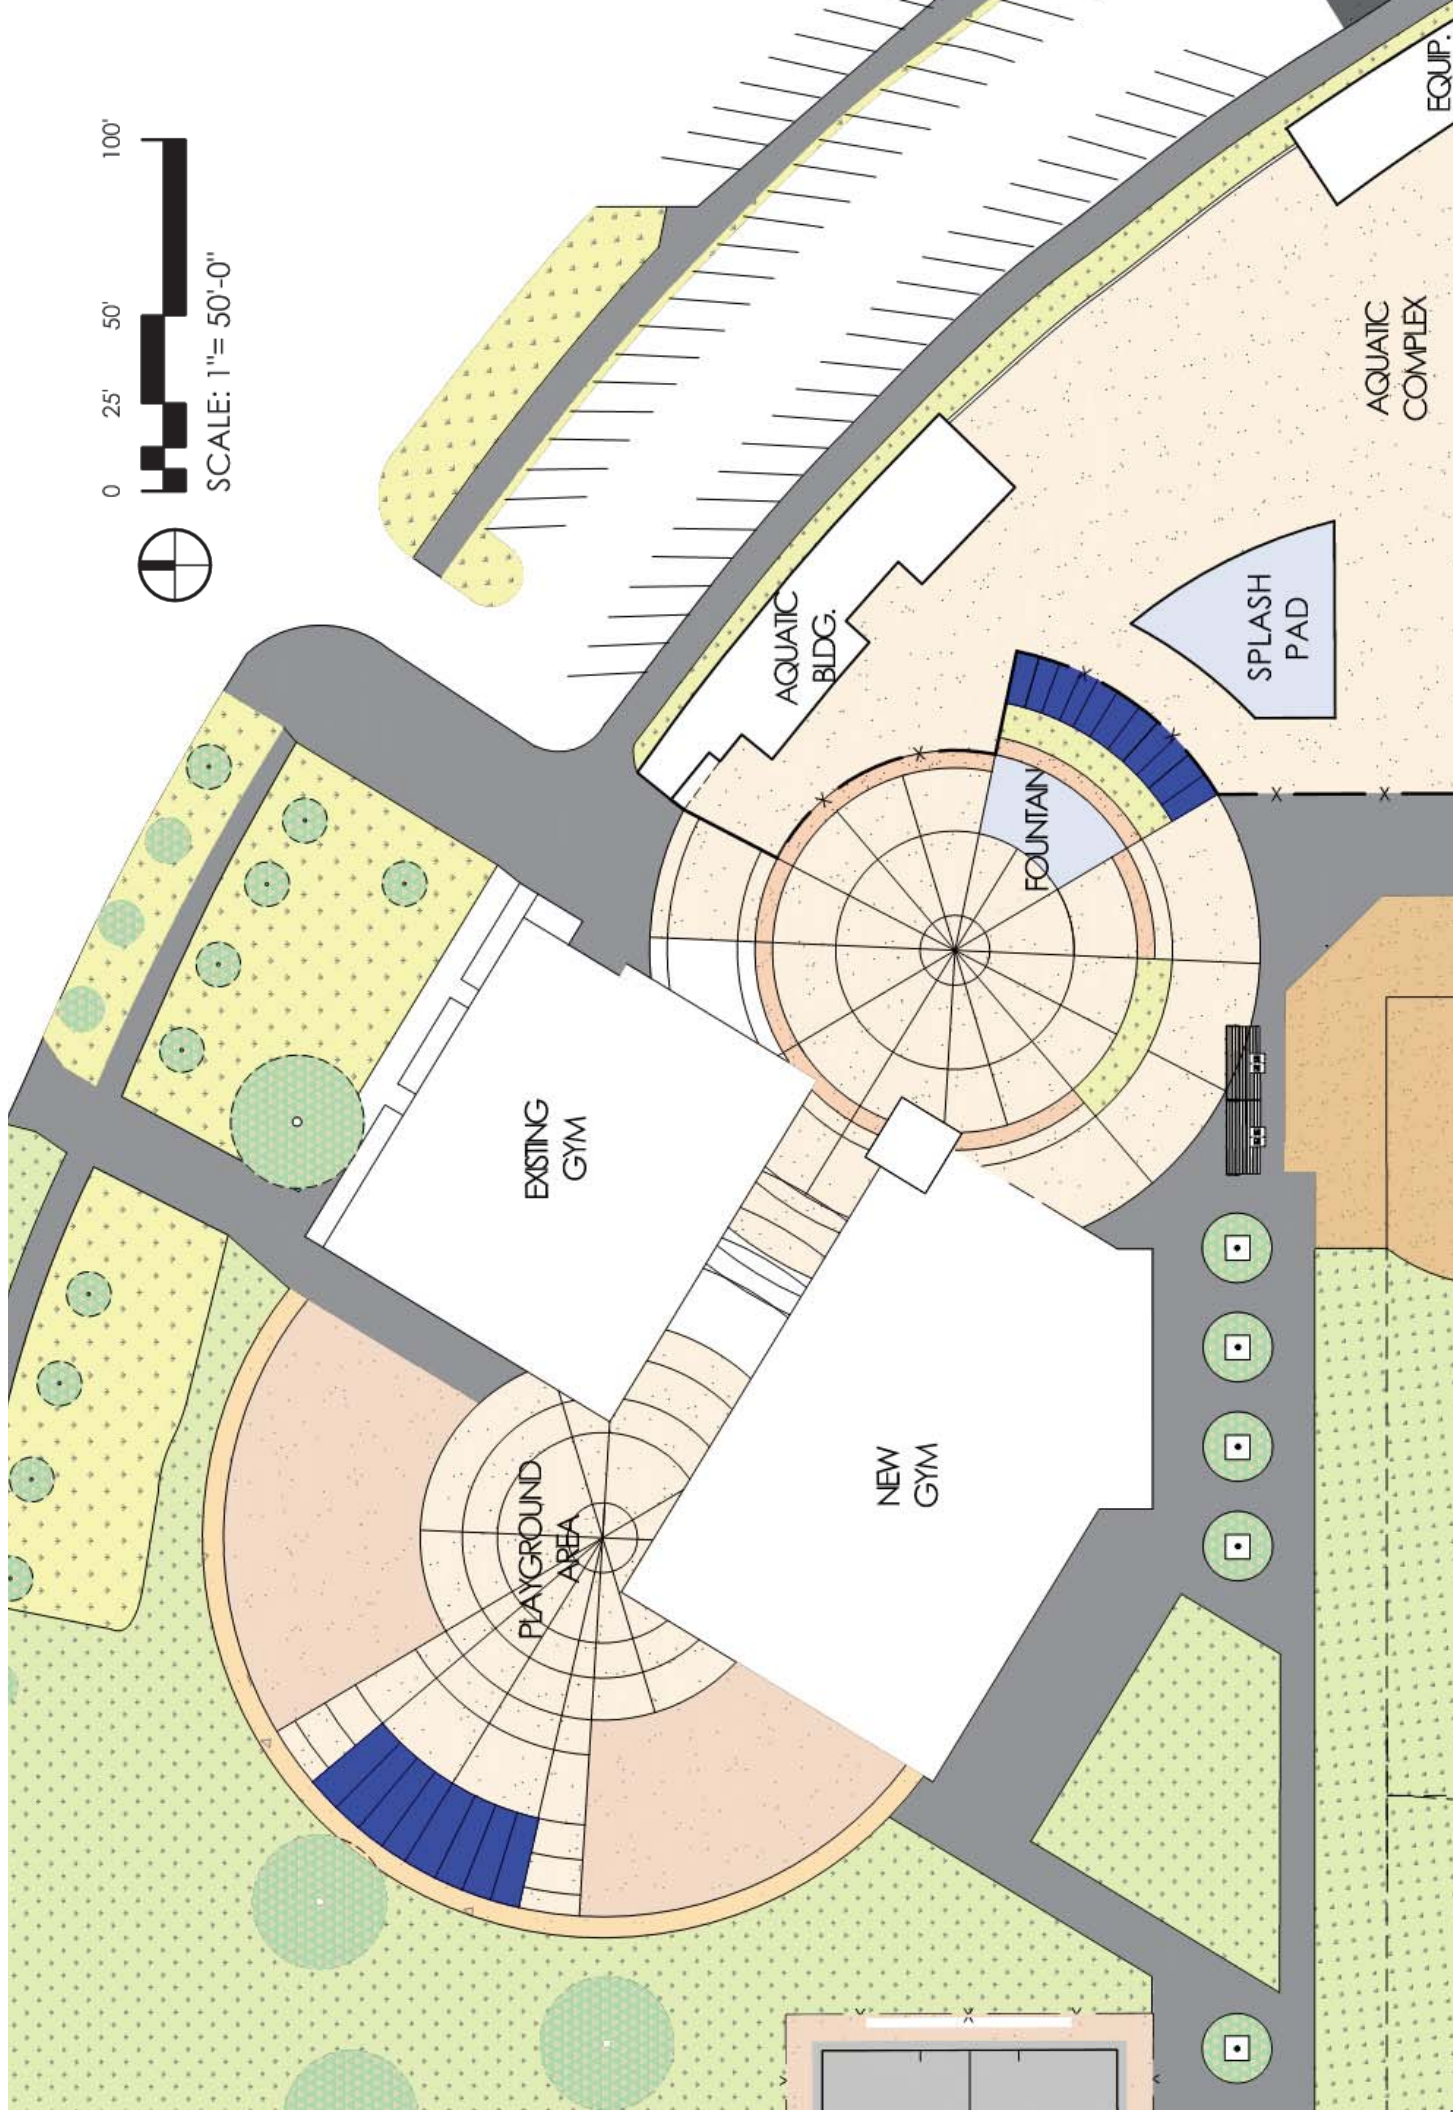 0 25' 50' 100'
SCALE: 1"= 50'-0"
EQUIP.
AQUATIC
COMPLEX
AQUATIC
BLDG.
SPLASH
PAD
FOUNTAIN
EXISTING
GYM
PLAYGROUND
AREA
NEW
GYM